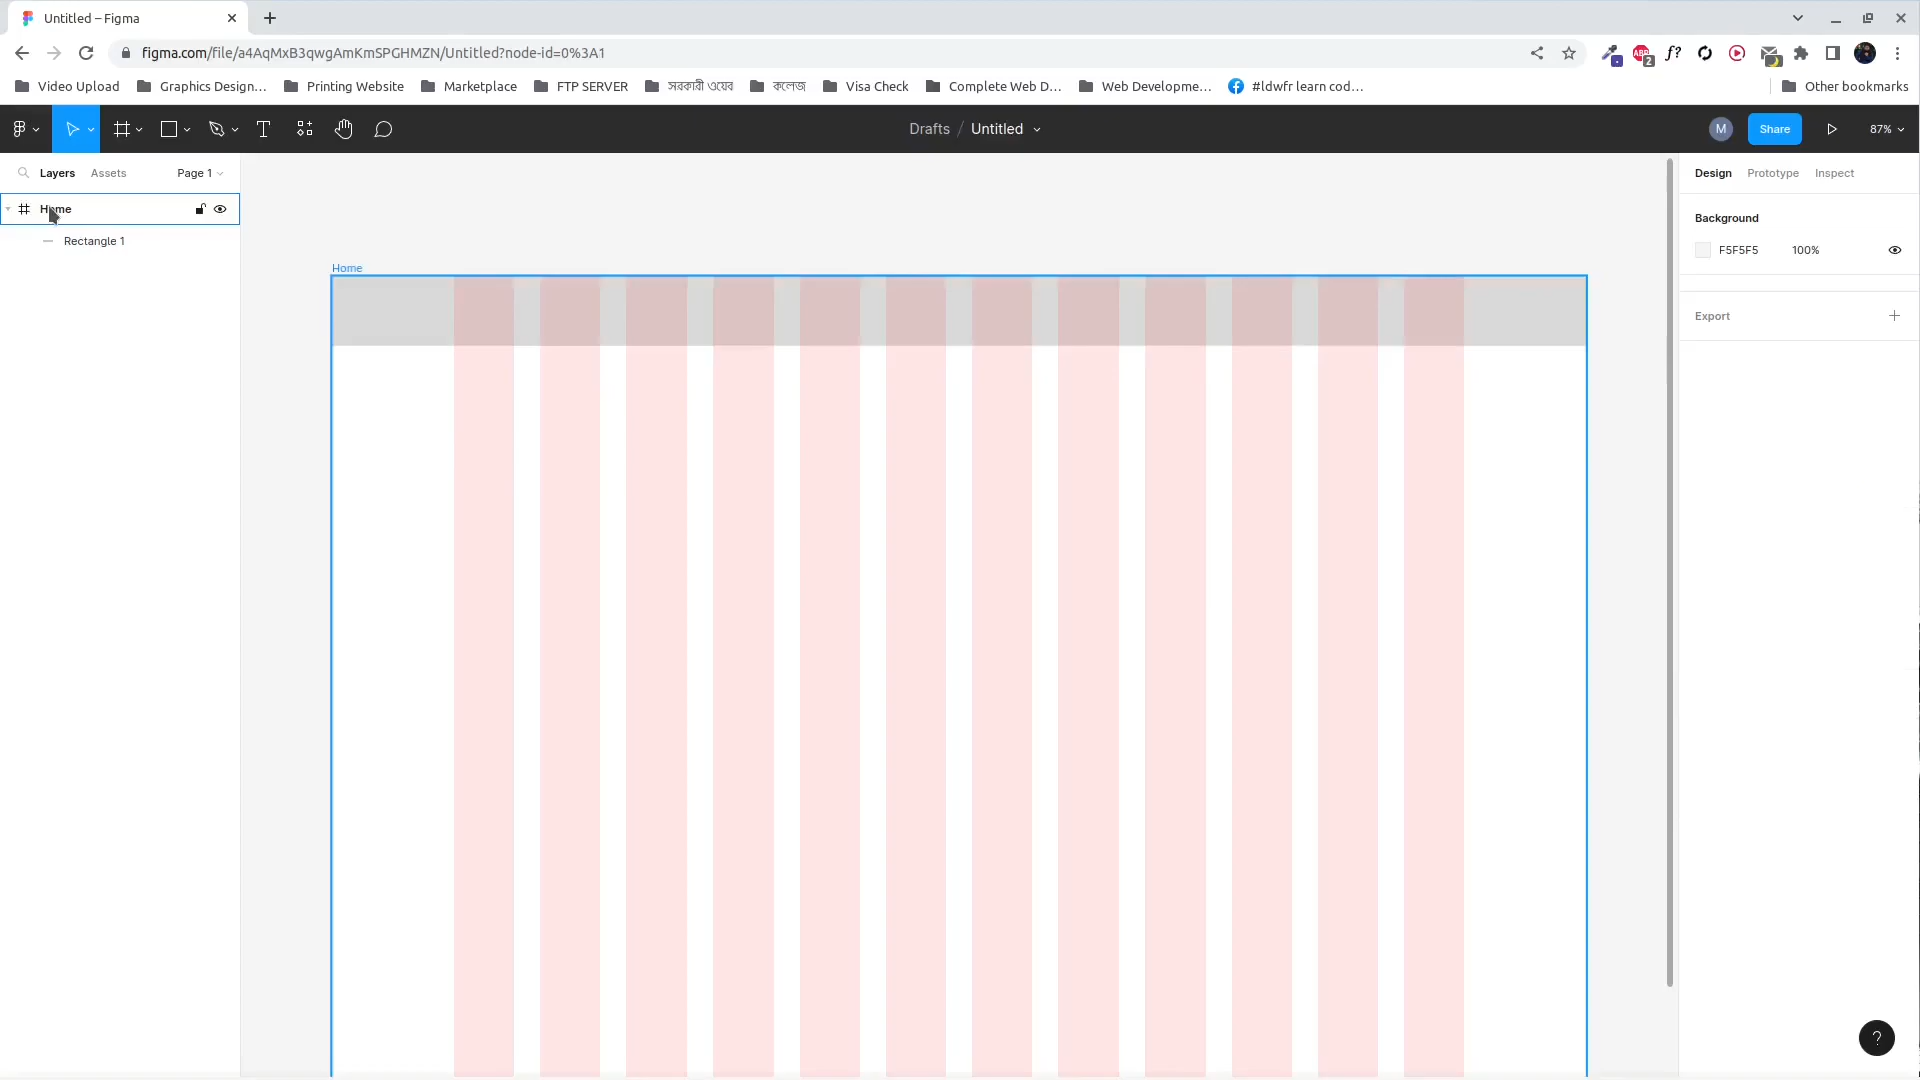 Untitled – Figma
figma.com/file/a4AqMxB3qwgAmKmSPGHMZN/Untitled?node-id=0%3A1
ABP 2 f?
Video Upload Graphics Design... Printing Website Marketplace FTP SERVER সরকারী ওয়েব কলেজ Visa Check Complete Web D... Web Developme... #ldwfr learn cod... Other bookmarks
T Drafts / Untitled M Share 87%
Layers Assets Page 1 Design Prototype Inspect
Home
Rectangle 1
Home
Background
F5F5F5 100%
Export
?